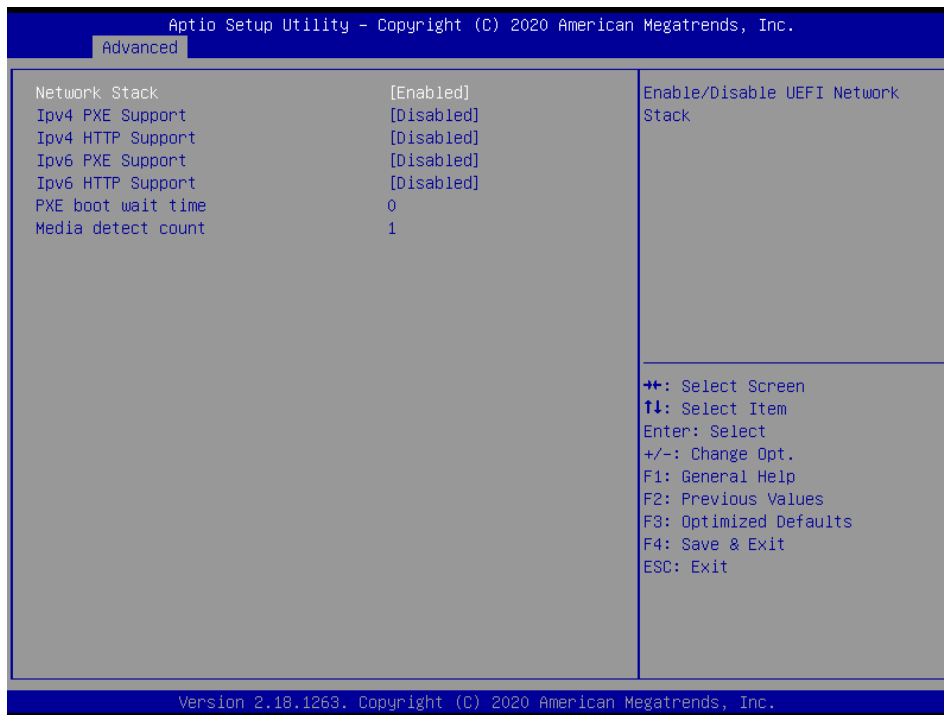 Aptio Setup Utility – Copyright (C) 2020 American Megatrends, Inc.
Advanced
Network Stack [Enabled]
Ipv4 PXE Support [Disabled]
Ipv4 HTTP Support [Disabled]
Ipv6 PXE Support [Disabled]
Ipv6 HTTP Support [Disabled]
PXE boot wait time 0
Media detect count 1
Enable/Disable UEFI Network
Stack
→←: Select Screen
↑↓: Select Item
Enter: Select
+/-: Change Opt.
F1: General Help
F2: Previous Values
F3: Optimized Defaults
F4: Save & Exit
ESC: Exit
Version 2.18.1263. Copyright (C) 2020 American Megatrends, Inc.